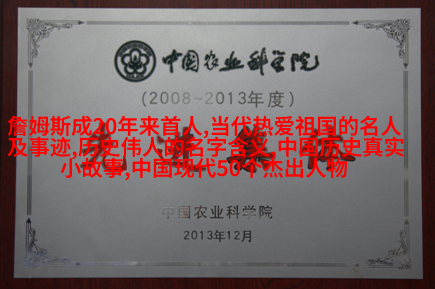 中国农业科学院
(2008~2013年度)
詹姆斯成20年来首人,当代热爱祖国的名人
及事迹,历史伟人的名字含义, 中国历史真实
小故事,中国现代50个杰出人物
中国农业科学院
2013年12月